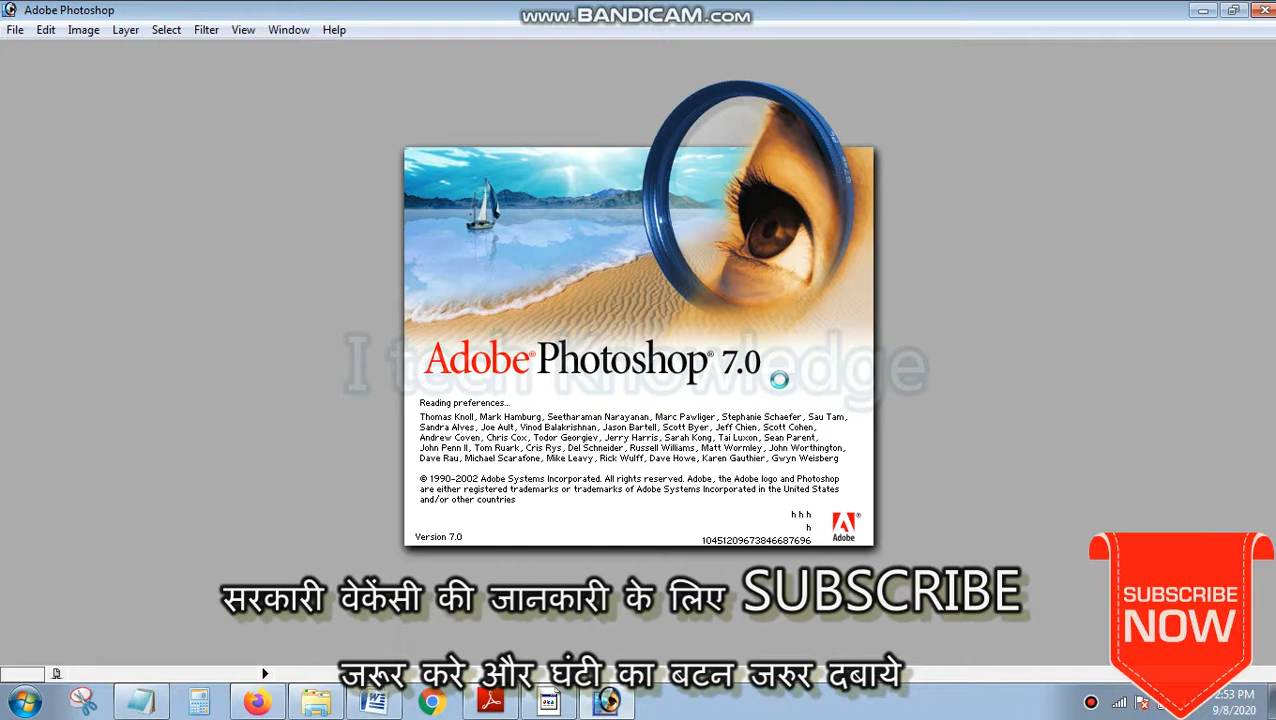 Adobe Photoshop
www.BANDICAM.com
File Edit Image Layer Select Filter View Window Help
I tech Knowledge
Adobe® Photoshop® 7.0
Reading preferences...
Thomas Knoll, Mark Hamburg, Seetharaman Narayanan, Marc Pawliger, Stephanie Schaefer, Sau Tam,
Sandra Alves, Joe Ault, Vinod Balakrishnan, Jason Bartell, Scott Byer, Jeff Chien, Scott Cohen,
Andrew Coven, Chris Cox, Todor Georgiev, Jerry Harris, Sarah Kong, Tai Luxon, Sean Parent,
John Penn II, Tom Ruark, Cris Rys, Del Schneider, Russell Williams, Matt Wormley, John Worthington,
Dave Rau, Michael Scarafone, Mike Leavy, Rick Wulff, Dave Howe, Karen Gauthier, Gwyn Weisberg
© 1990-2002 Adobe Systems Incorporated. All rights reserved. Adobe, the Adobe logo and Photoshop
are either registered trademarks or trademarks of Adobe Systems Incorporated in the United States
and/or other countries
h h h
h
Version 7.0
10451209673846687696
Adobe
सरकारी वेकेंसी की जानकारी के लिए SUBSCRIBE
जरूर करे और घंटी का बटन जरुर दबाये
SUBSCRIBE
NOW
2:53 PM
9/8/2020